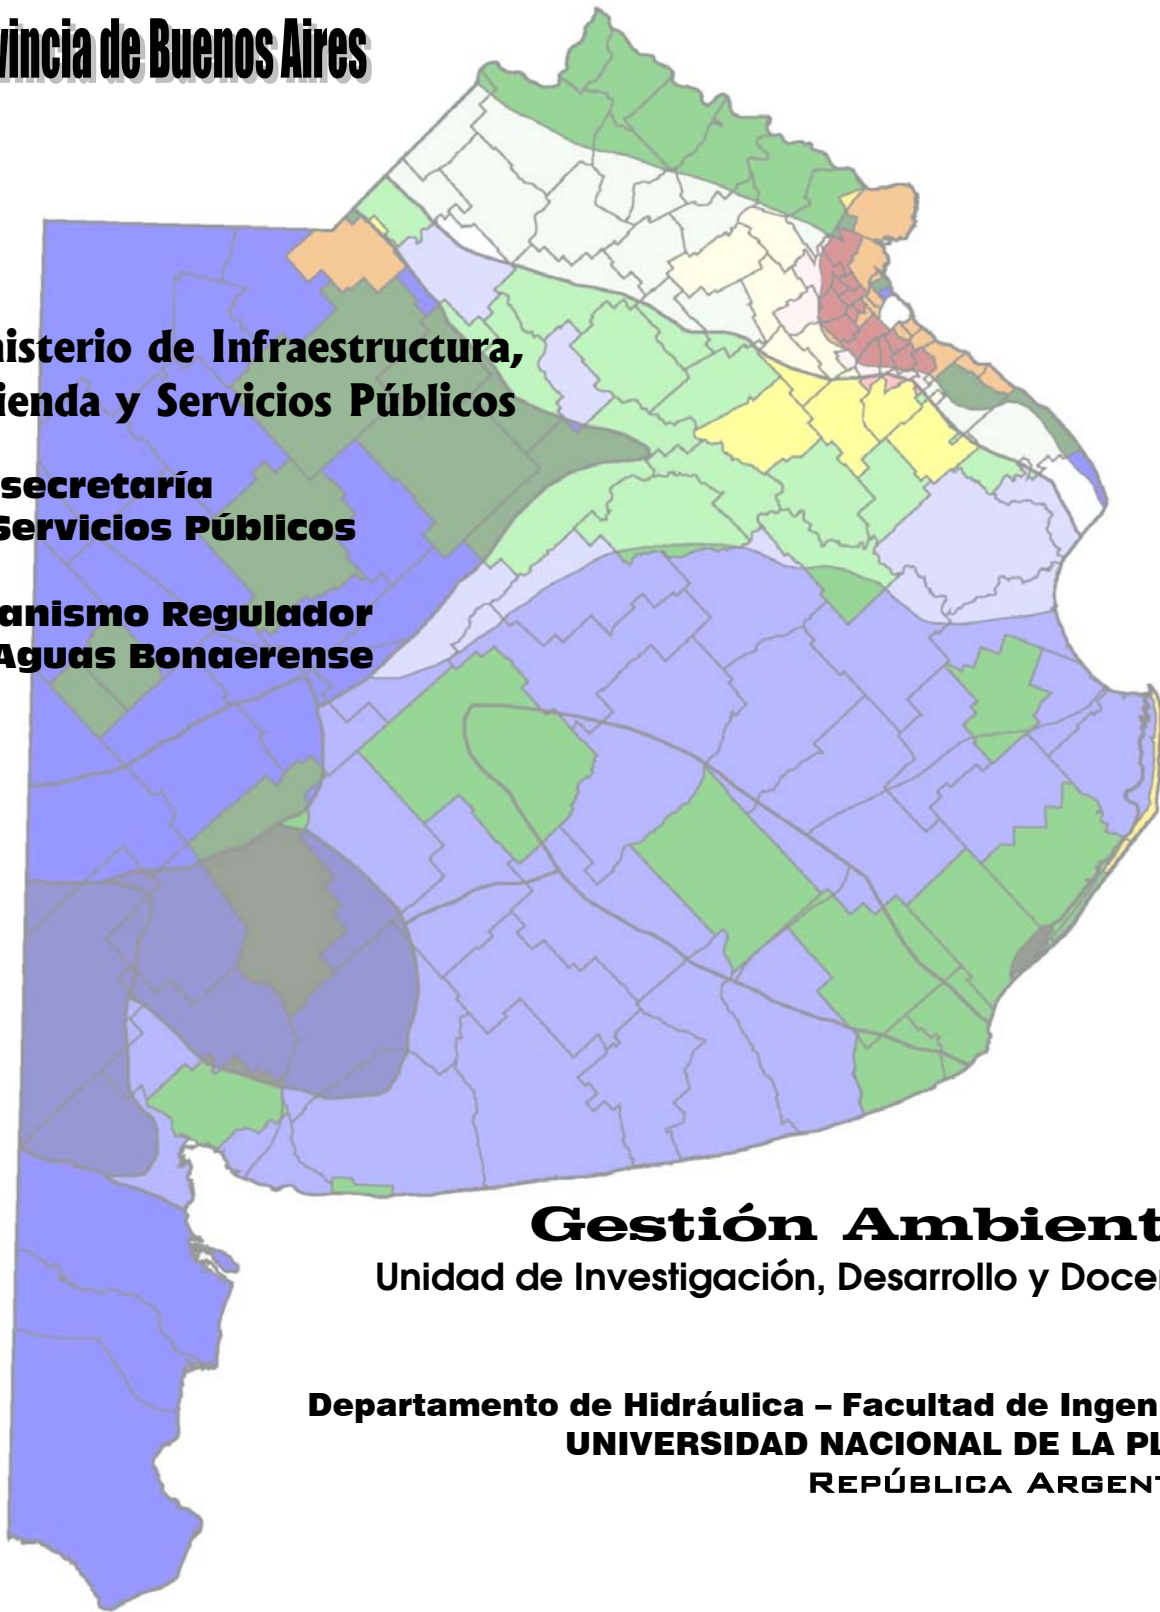 vincia de Buenos Aires
nisterio de Infraestructura,
ienda y Servicios Públicos
secretaría
Servicios Públicos
anismo Regulador
Aguas Bonaerense
Gestión Ambient
Unidad de Investigación, Desarrollo y Docen
Departamento de Hidráulica – Facultad de Ingen
UNIVERSIDAD NACIONAL DE LA PL
REPÚBLICA ARGENT